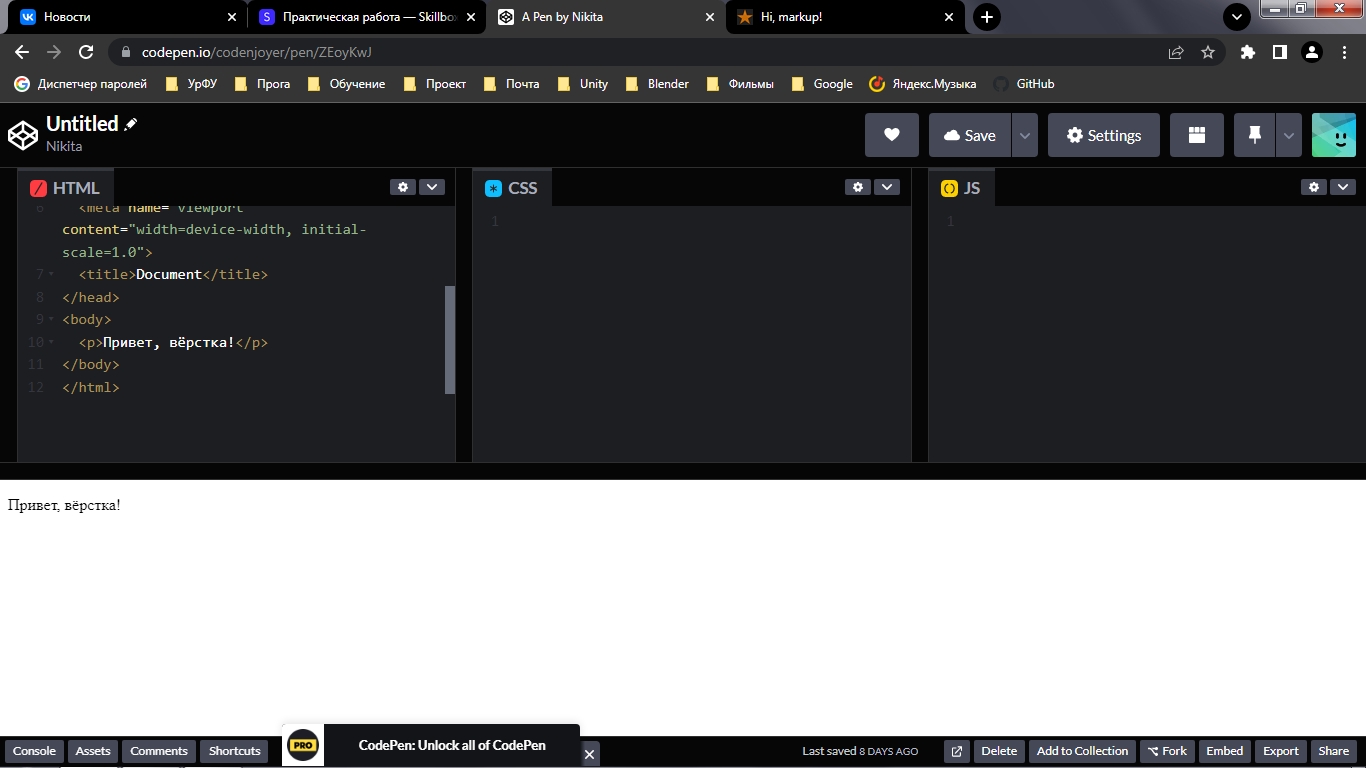 Новости
Практическая работа — Skillbox
A Pen by Nikita
Hi, markup!
codepen.io/codenjoyer/pen/ZEoyKwJ
Диспетчер паролей
УрФУ
Прога
Обучение
Проект
Почта
Unity
Blender
Фильмы
Google
Яндекс.Музыка
GitHub
Untitled
Nikita
Save
Settings
HTML
CSS
JS
6 <meta name="viewport"
content="width=device-width, initial-
scale=1.0">
7 <title>Document</title>
8 </head>
9 <body>
10 <p>Привет, вёрстка!</p>
11 </body>
12 </html>
1
1
Привет, вёрстка!
Console
Assets
Comments
Shortcuts
PRO
CodePen: Unlock all of CodePen
Last saved 8 DAYS AGO
Delete
Add to Collection
Fork
Embed
Export
Share